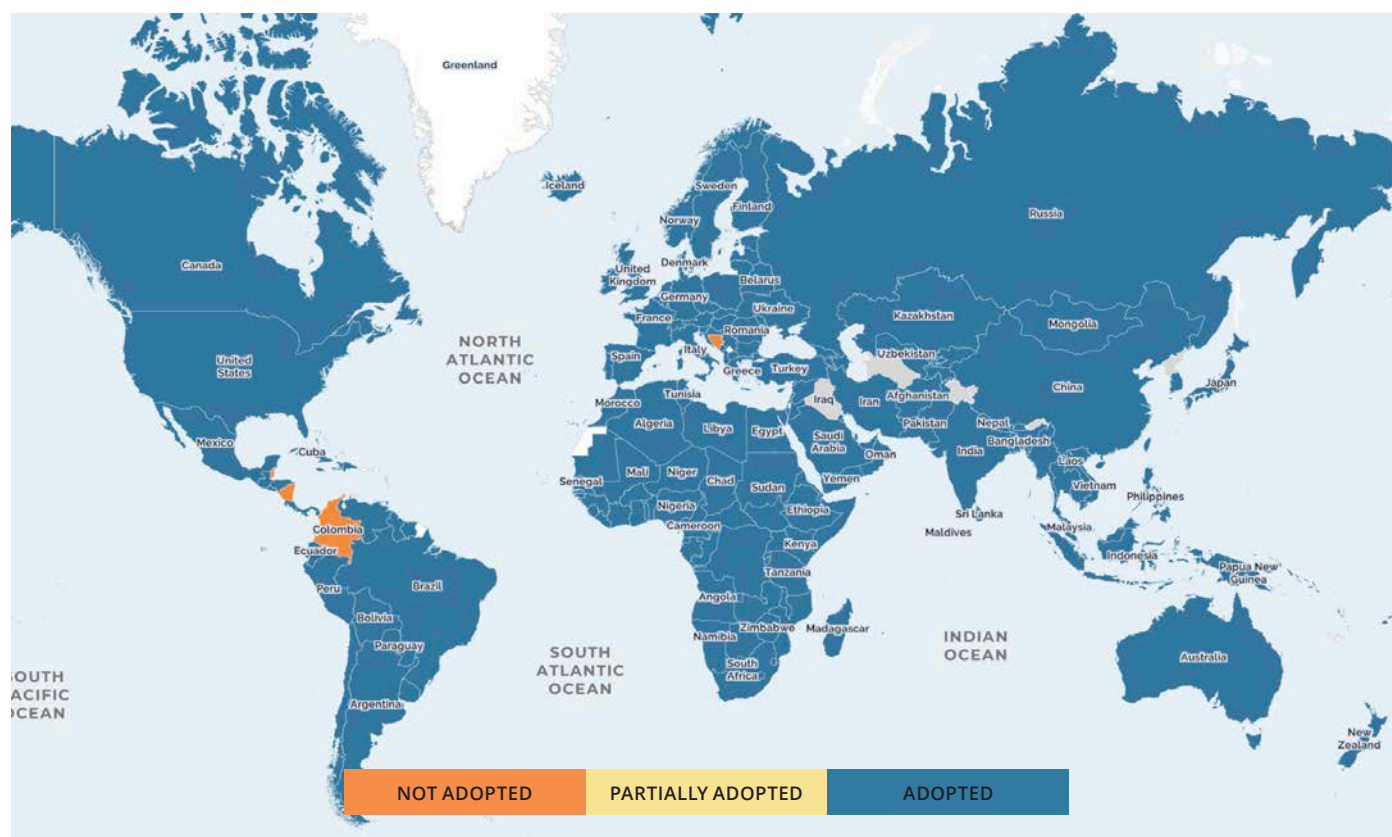 Greenland
Iceland
Sweden
Finland
Norway
Russia
Canada
Denmark
United
Kingdom
Belarus
Germany
Ukraine
Kazakhstan
France
Mongolia
Romania
NORTH
ATLANTIC
OCEAN
Italy
Uzbekistan
Spain
United
States
Greece
Turkey
Japan
China
Tunisia
Iraq
Iran
Afghanistan
Morocco
Algeria
Libya
Egypt
Pakistan
Nepal
Saudi
Arabia
Bangladesh
Mexico
Cuba
India
Oman
Laos
Mali
Niger
Chad
Senegal
Sudan
Yemen
Vietnam
Philippines
Nigeria
Ethiopia
Sri Lanka
Colombia
Cameroon
Maldives
Malaysia
Kenya
Ecuador
Indonesia
Tanzania
Papua New
Guinea
Peru
Brazil
Angola
Bolivia
Zimbabwe
Madagascar
Namibia
INDIAN
OCEAN
Paraguay
SOUTH
ATLANTIC
OCEAN
South
Africa
Australia
SOUTH
PACIFIC
OCEAN
Argentina
New
Zealand
NOT ADOPTED
PARTIALLY ADOPTED
ADOPTED